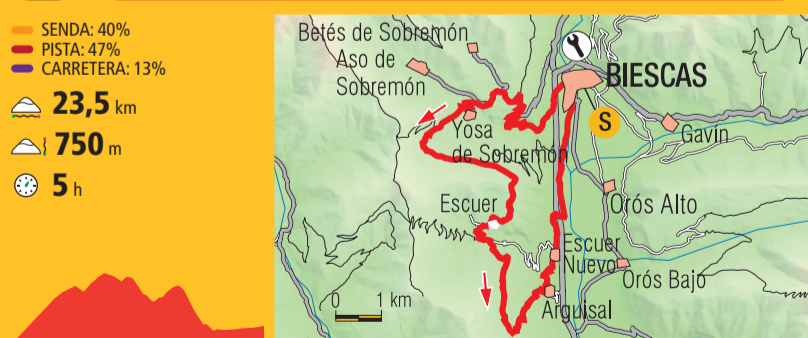 SENDA: 40%
PISTA: 47%
CARRETERA: 13%
23,5 km
750 m
5 h
Betés de Sobremón
Aso de
Sobremón
BIESCAS
S
Gavín
Yosa
de Sobremón
Escuer
Orós Alto
Escuer
Nuevo
Orós Bajo
Arguisal
0 1 km